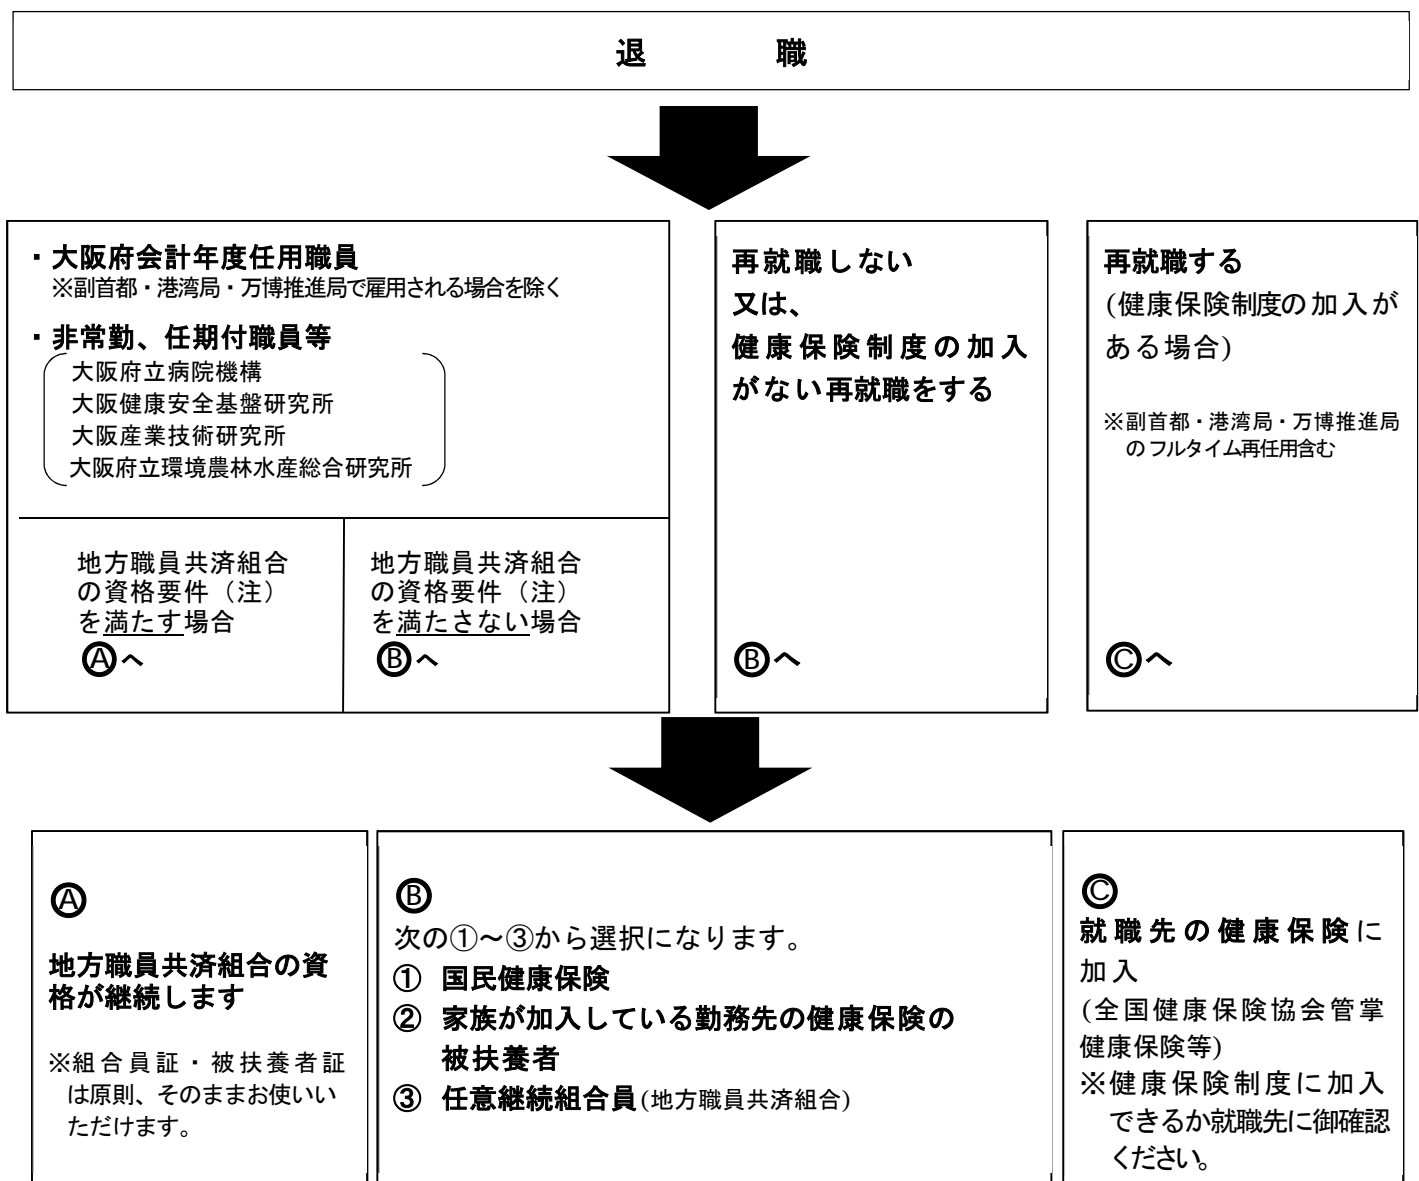 退 職
・大阪府会計年度任用職員
※副首都・港湾局・万博推進局で雇用される場合を除く
・非常勤、任期付職員等
大阪府立病院機構
大阪健康安全基盤研究所
大阪産業技術研究所
大阪府立環境農林水産総合研究所
地方職員共済組合
の資格要件（注）
を満たす場合
Ⓐへ
地方職員共済組合
の資格要件（注）
を満たさない場合
Ⓑへ
再就職しない
又は、
健康保険制度の加入
がない再就職をする
Ⓑへ
再就職する
(健康保険制度の加入が
ある場合)
※副首都・港湾局・万博推進局
のフルタイム再任用含む
Ⓒへ
Ⓐ
地方職員共済組合の資
格が継続します
※組合員証・被扶養者証
は原則、そのままお使いい
ただけます。
Ⓑ
次の①～③から選択になります。
① 国民健康保険
② 家族が加入している勤務先の健康保険の
被扶養者
③ 任意継続組合員(地方職員共済組合)
Ⓒ
就職先の健康保険に
加入
(全国健康保険協会管掌
健康保険等)
※健康保険制度に加入
できるか就職先に御確認
ください。